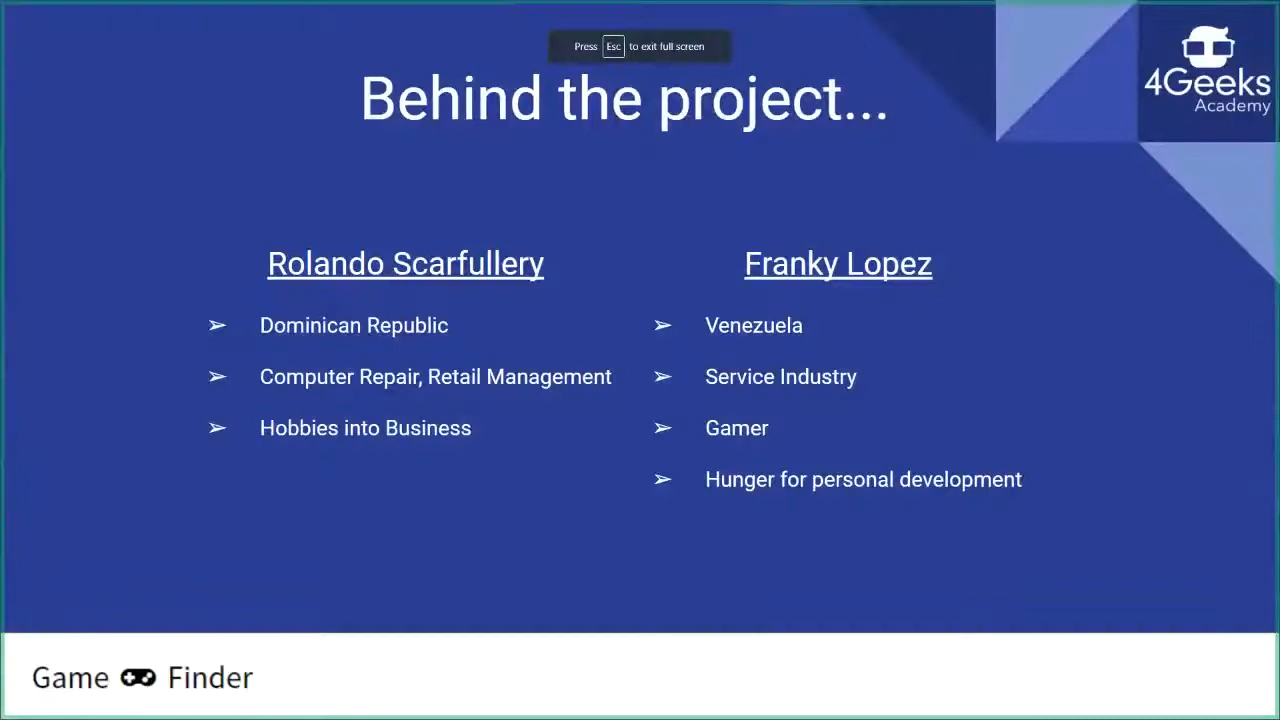 Press Esc to exit full screen
4Geeks
Academy
Behind the project...
Rolando Scarfullery
➢ Dominican Republic
➢ Computer Repair, Retail Management
➢ Hobbies into Business
Franky Lopez
➢ Venezuela
➢ Service Industry
➢ Gamer
➢ Hunger for personal development
Game Finder